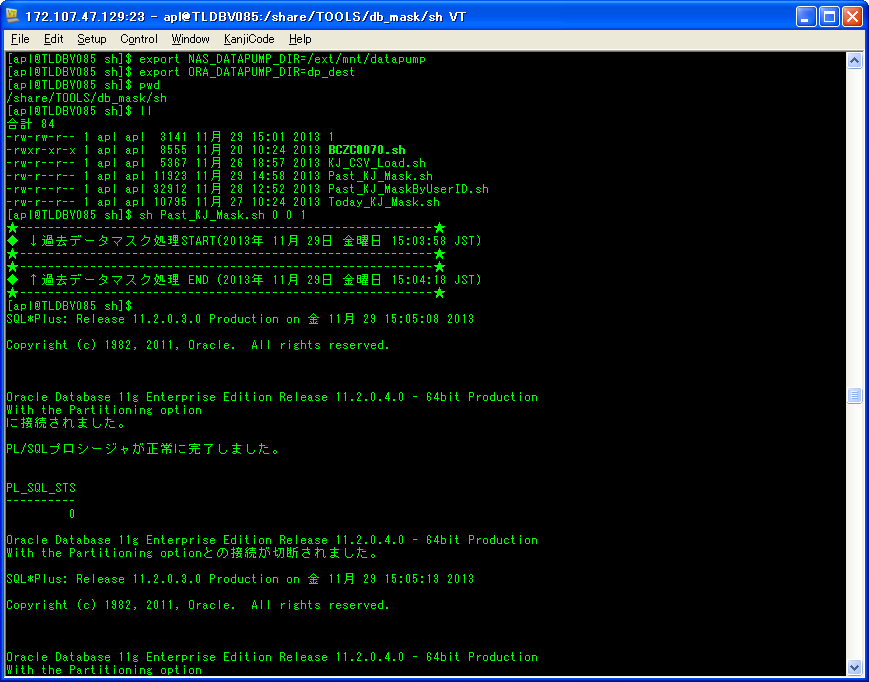 172.107.47.129:23 - apl@TLDBV085:/share/TOOLS/db_mask/sh VT
File Edit Setup Control Window KanjiCode Help
[apl@TLDBV085 sh]$ export NAS_DATAPUMP_DIR=/ext/mnt/datapump
[apl@TLDBV085 sh]$ export ORA_DATAPUMP_DIR=dp_dest
[apl@TLDBV085 sh]$ pwd
/share/TOOLS/db_mask/sh
[apl@TLDBV085 sh]$ ll
合計 84
-rw-rw-r-- 1 apl apl  3141 11月 29 15:01 2013 1
-rwxr-xr-x 1 apl apl  8555 11月 20 10:24 2013 BCZC0070.sh
-rw-r--r-- 1 apl apl  5367 11月 26 18:57 2013 KJ_CSV_Load.sh
-rw-r--r-- 1 apl apl 11923 11月 29 14:58 2013 Past_KJ_Mask.sh
-rw-r--r-- 1 apl apl 32912 11月 28 12:52 2013 Past_KJ_MaskByUserID.sh
-rw-r--r-- 1 apl apl 10795 11月 27 10:24 2013 Today_KJ_Mask.sh
[apl@TLDBV085 sh]$ sh Past_KJ_Mask.sh 0 0 1
★-----------------------------------------------------------★
◆ ↓過去データマスク処理START(2013年 11月 29日 金曜日 15:03:58 JST)
★-----------------------------------------------------------★
★-----------------------------------------------------------★
◆ ↑過去データマスク処理 END (2013年 11月 29日 金曜日 15:04:18 JST)
★-----------------------------------------------------------★
[apl@TLDBV085 sh]$
SQL*Plus: Release 11.2.0.3.0 Production on 金 11月 29 15:05:08 2013
Copyright (c) 1982, 2011, Oracle.  All rights reserved.
Oracle Database 11g Enterprise Edition Release 11.2.0.4.0 - 64bit Production
With the Partitioning option
に接続されました。
PL/SQLプロシージャが正常に完了しました。
PL_SQL_STS
----------
0
Oracle Database 11g Enterprise Edition Release 11.2.0.4.0 - 64bit Production
With the Partitioning optionとの接続が切断されました。
SQL*Plus: Release 11.2.0.3.0 Production on 金 11月 29 15:05:13 2013
Copyright (c) 1982, 2011, Oracle.  All rights reserved.
Oracle Database 11g Enterprise Edition Release 11.2.0.4.0 - 64bit Production
With the Partitioning option